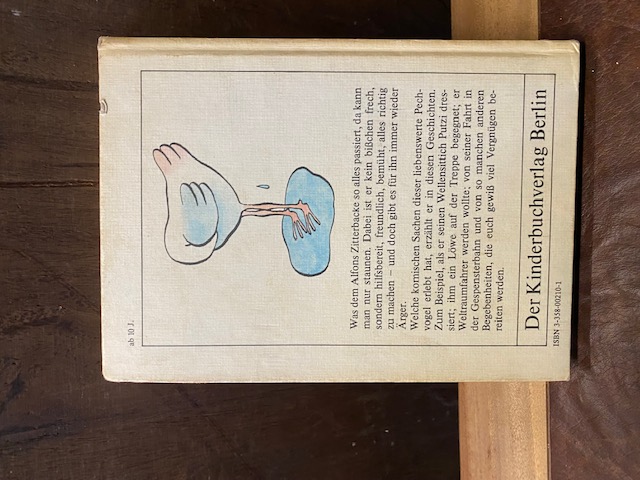 ab 10 J.
Was dem Alfons Zitterbacke so alles passiert, da kann
man nur staunen. Dabei ist er kein bißchen frech,
sondern hilfsbereit, freundlich, bemüht, alles richtig
zu machen – und doch gibt es für ihn immer wieder
Ärger.
Welche komischen Sachen dieser liebenswerte Pech-
vogel erlebt hat, erzählt er in diesen Geschichten.
Zum Beispiel, als er seinen Wellensittich Putzi dres-
siert; ihm ein Löwe auf der Treppe begegnet; er
Weltraumfahrer werden wollte; von seiner Fahrt in
der Gespensterbahn und von so manchen anderen
Begebenheiten, die euch gewiß viel Vergnügen be-
reiten werden.
Der Kinderbuchverlag Berlin
ISBN 3-358-00210-1